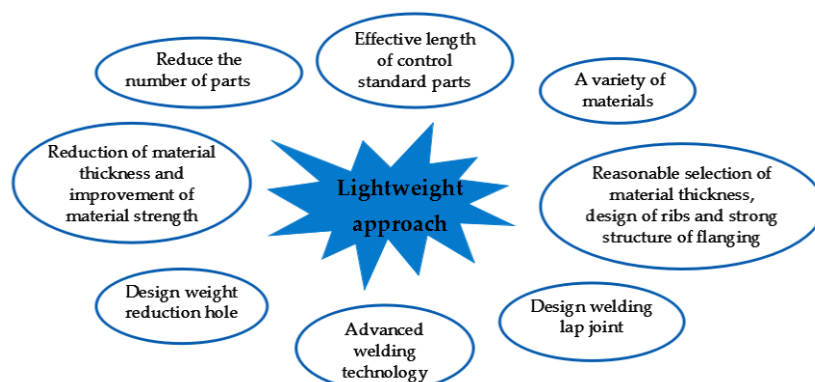 Reduce the
number of parts
Effective length
of control
standard parts
A variety of
materials
Reduction of material
thickness and
improvement of
material strength
Lightweight
approach
Reasonable selection of
material thickness,
design of ribs and strong
structure of flanging
Design weight
reduction hole
Advanced
welding
technology
Design welding
lap joint